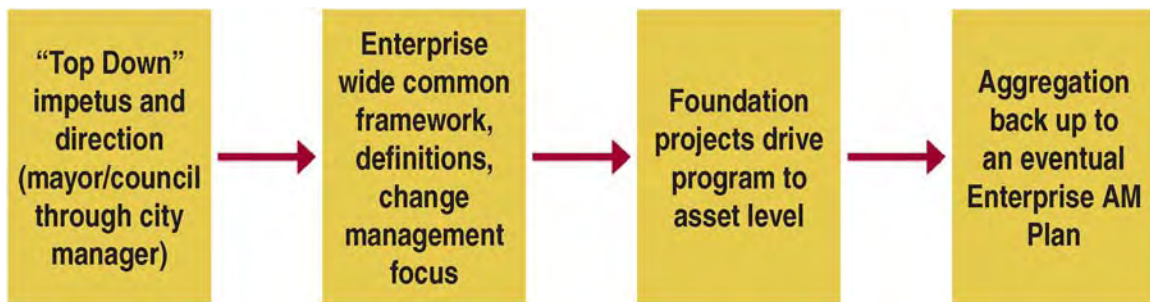 “Top Down”
impetus and
direction
(mayor/council
through city
manager)
Enterprise
wide common
framework,
definitions,
change
management
focus
Foundation
projects drive
program to
asset level
Aggregation
back up to
an eventual
Enterprise AM
Plan